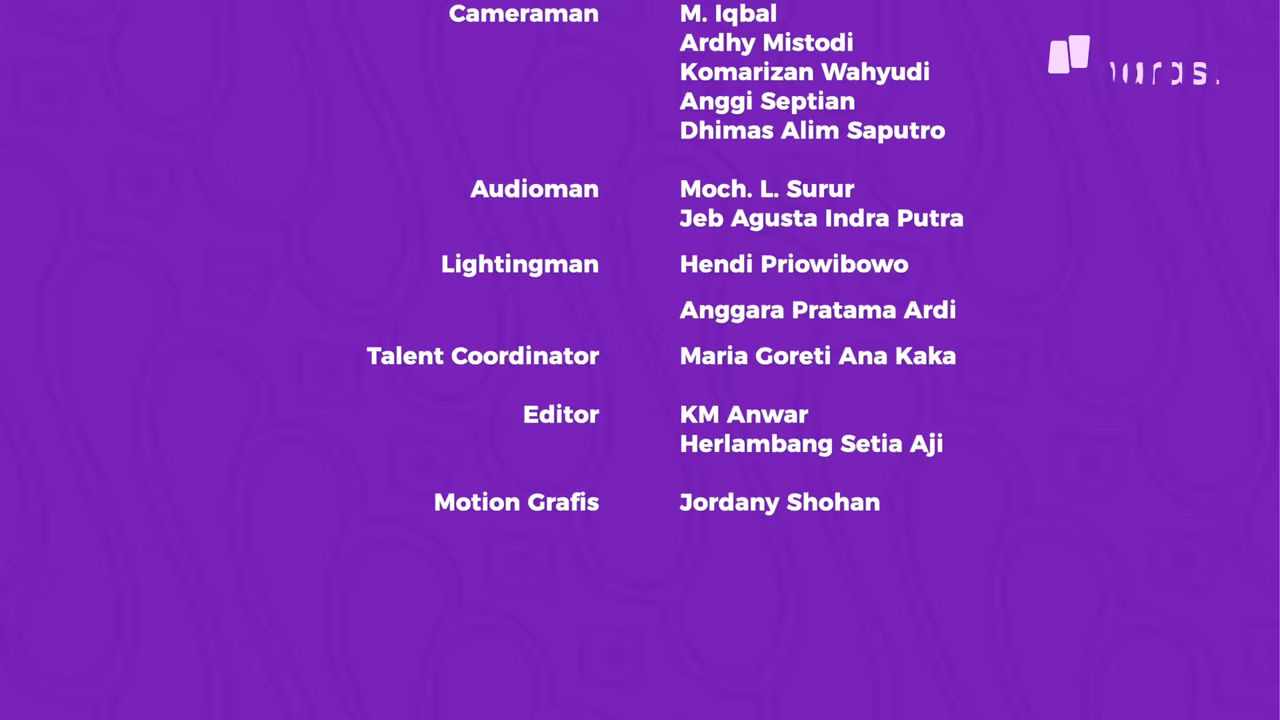 Cameraman M. Iqbal
Ardhy Mistodi
Komarizan Wahyudi
Anggi Septian
Dhimas Alim Saputro
Audioman Moch. L. Surur
Jeb Agusta Indra Putra
Lightingman Hendi Priowibowo
Anggara Pratama Ardi
Talent Coordinator Maria Goreti Ana Kaka
Editor KM Anwar
Herlambang Setia Aji
Motion Grafis Jordany Shohan